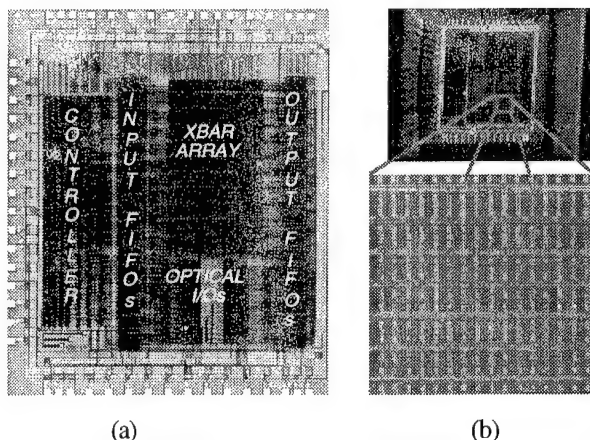 CONTROLLER
INPUT FIFOs
XBAR
ARRAY
OPTICAL
I/Os
OUTPUT FIFOs
(a)
(b)